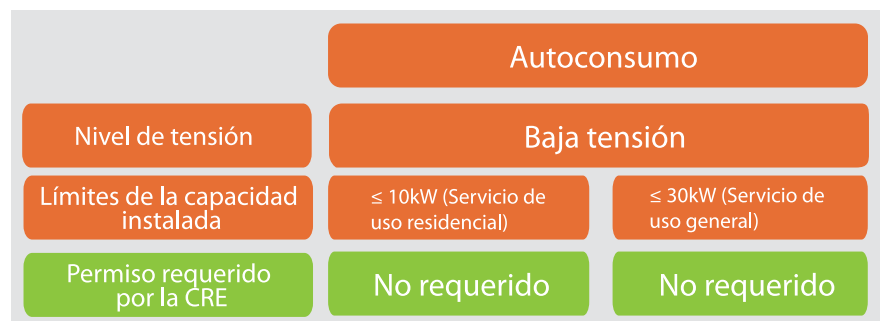 Autoconsumo
Nivel de tensión
Baja tensión
Límites de la capacidad
instalada
≤ 10kW (Servicio de
uso residencial)
≤ 30kW (Servicio de
uso general)
Permiso requerido
por la CRE
No requerido
No requerido